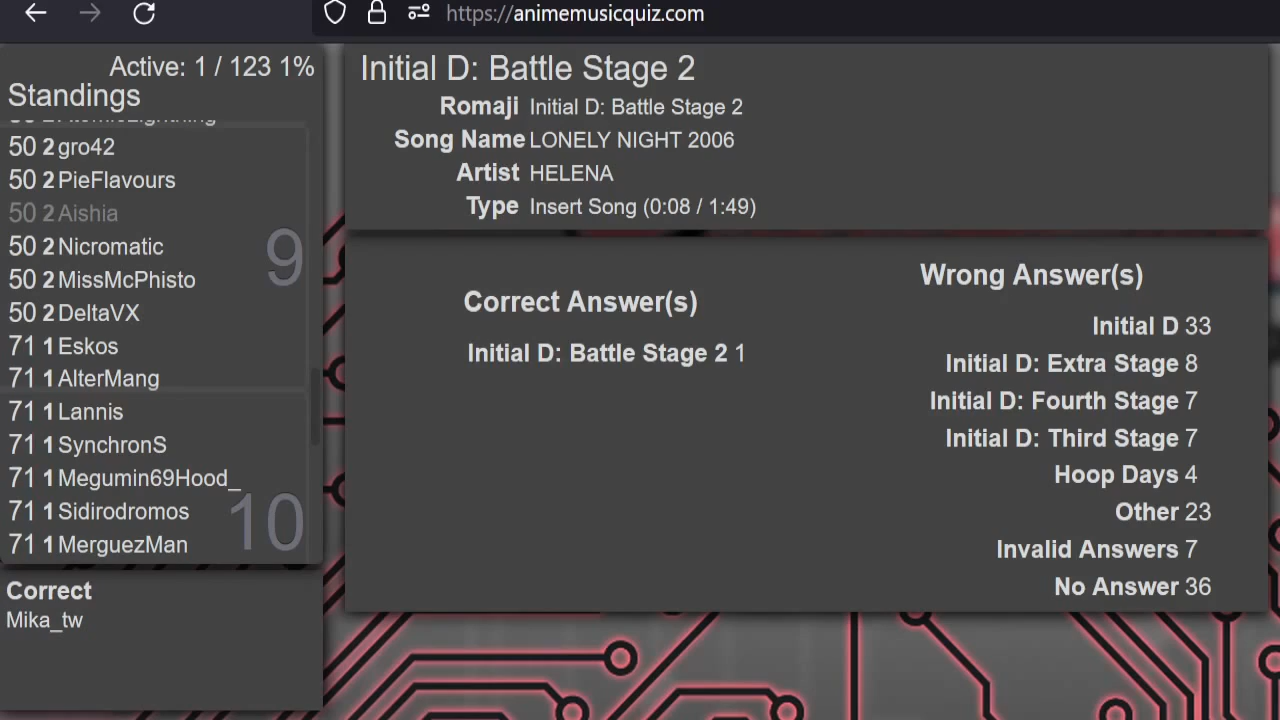 https://animemusicquiz.com
Active: 1 / 123 1%
Standings
50 2 gro42
50 2 PieFlavours
50 2 Aishia
50 2 Nicromatic
9
50 2 MissMcPhisto
50 2 DeltaVX
71 1 Eskos
71 1 AlterMang
71 1 Lannis
71 1 SynchronS
71 1 Megumin69Hood_
71 1 Sidirodromos
10
71 1 MerguezMan
Correct
Mika_tw
Initial D: Battle Stage 2
Romaji Initial D: Battle Stage 2
Song Name LONELY NIGHT 2006
Artist HELENA
Type Insert Song (0:08 / 1:49)
Correct Answer(s)
Initial D: Battle Stage 2 1
Wrong Answer(s)
Initial D 33
Initial D: Extra Stage 8
Initial D: Fourth Stage 7
Initial D: Third Stage 7
Hoop Days 4
Other 23
Invalid Answers 7
No Answer 36